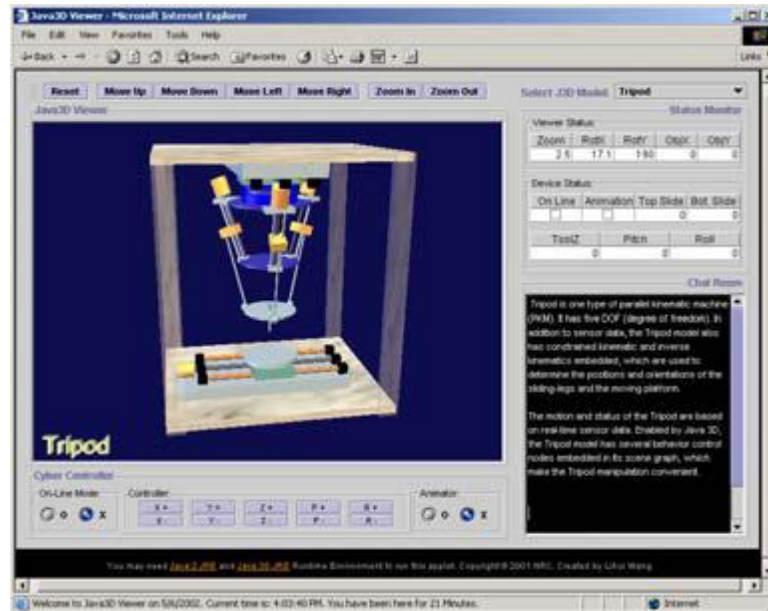 Java3D Viewer - Microsoft Internet Explorer
File Edit View Favorites Tools Help
Back Search Favorites Links
Reset Move Up Move Down Move Left Move Right Zoom In Zoom Out Select J3D Model: Tripod
Java3D Viewer
Status Monitor
Viewer Status
Zoom RotX RotY ObjX ObjY
2.5 17.1 190 0 0
Device Status
On Line Animation Top Slide Bot. Slide
0 0
ToolZ Pitch Roll
0 0 0
Chat Room
Tripod is one type of parallel kinematic machine
(PKM). It has five DOF (degree of freedom). In
addition to sensor data, the Tripod model also
has constrained kinematic and inverse
kinematics embedded, which are used to
determine the positions and orientations of the
sliding-legs and the moving platform.
The motion and status of the Tripod are based
on real-time sensor data. Enabled by Java 3D,
the Tripod model has several behavior control
nodes embedded in its scene graph, which
make the Tripod manipulation convenient.
Tripod
Cyber Controller
On-Line Mode Controller Animator
X + Y + Z + P + R +
O X O X
X - Y - Z - P - R -
You may need Java 2 JRE and Java 3D JRE Runtime Environment to run this applet. Copyright © 2001 NRC. Created by Lihui Wang
Welcome to Java3D Viewer on 5/6/2002. Current time is: 4:03:40 PM. You have been here for 21 Minutes. Internet